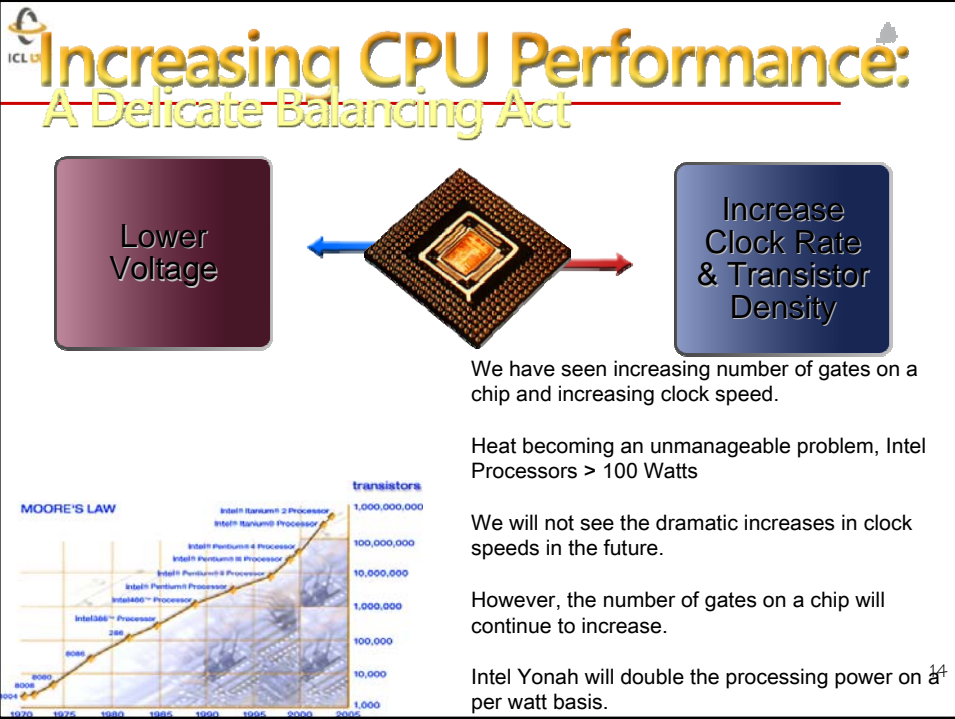 ICL
Increasing CPU Performance:
A Delicate Balancing Act
Lower
Voltage
Increase
Clock Rate
& Transistor
Density
We have seen increasing number of gates on a
chip and increasing clock speed.
Heat becoming an unmanageable problem, Intel
Processors > 100 Watts
We will not see the dramatic increases in clock
speeds in the future.
However, the number of gates on a chip will
continue to increase.
Intel Yonah will double the processing power on a
per watt basis.
14
MOORE'S LAW
transistors
Intel® Itanium® 2 Processor
Intel® Itanium® Processor
Intel® Pentium® 4 Processor
Intel® Pentium® III Processor
Intel® Pentium® II Processor
Intel® Pentium® Processor
Intel486™ Processor
Intel386™ Processor
286
8086
8080
8008
4004
1,000,000,000
100,000,000
10,000,000
1,000,000
100,000
10,000
1,000
1970 1975 1980 1985 1990 1995 2000 2005